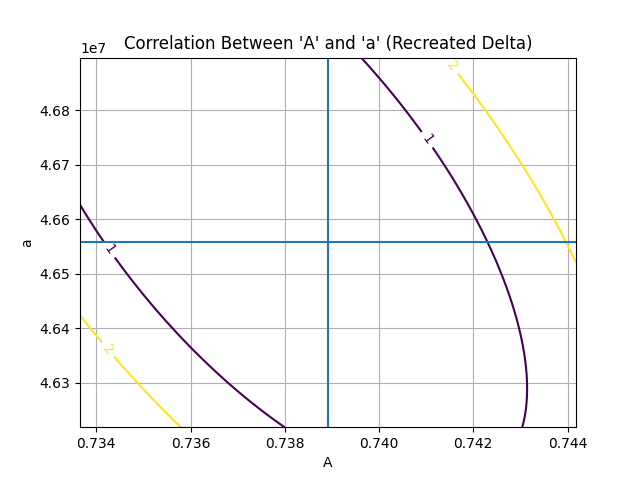 Correlation Between 'A' and 'a' (Recreated Delta)
1e7
4.68
4.67
4.66
4.65
4.64
4.63
a
2
1
1
2
0.734 0.736 0.738 0.740 0.742 0.744
A